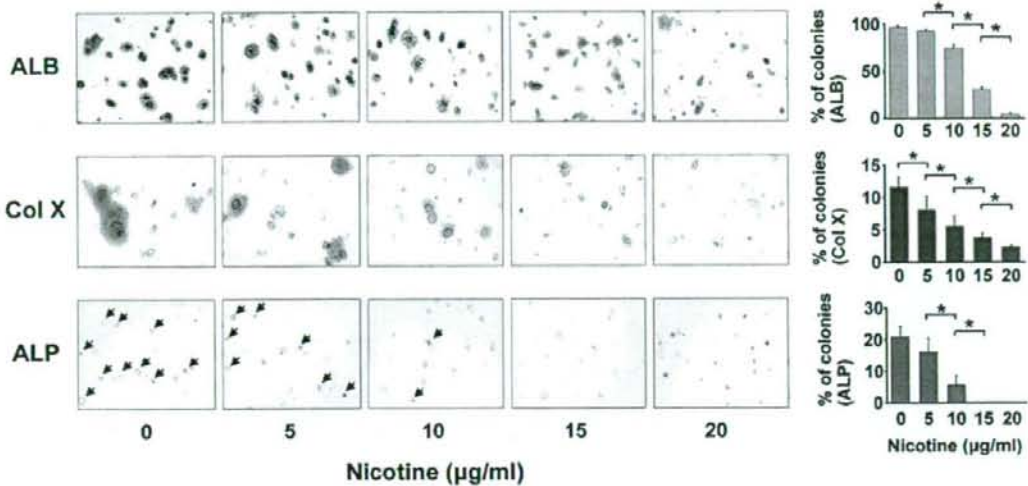 ALB
Col X
ALP
0 5 10 15 20
Nicotine (µg/ml)
% of colonies
(ALB)
100
50
0
* * *
0 5 10 15 20
% of colonies
(Col X)
15
10
5
0
* * * *
0 5 10 15 20
% of colonies
(ALP)
30
20
10
0
* *
0 5 10 15 20
Nicotine (µg/ml)